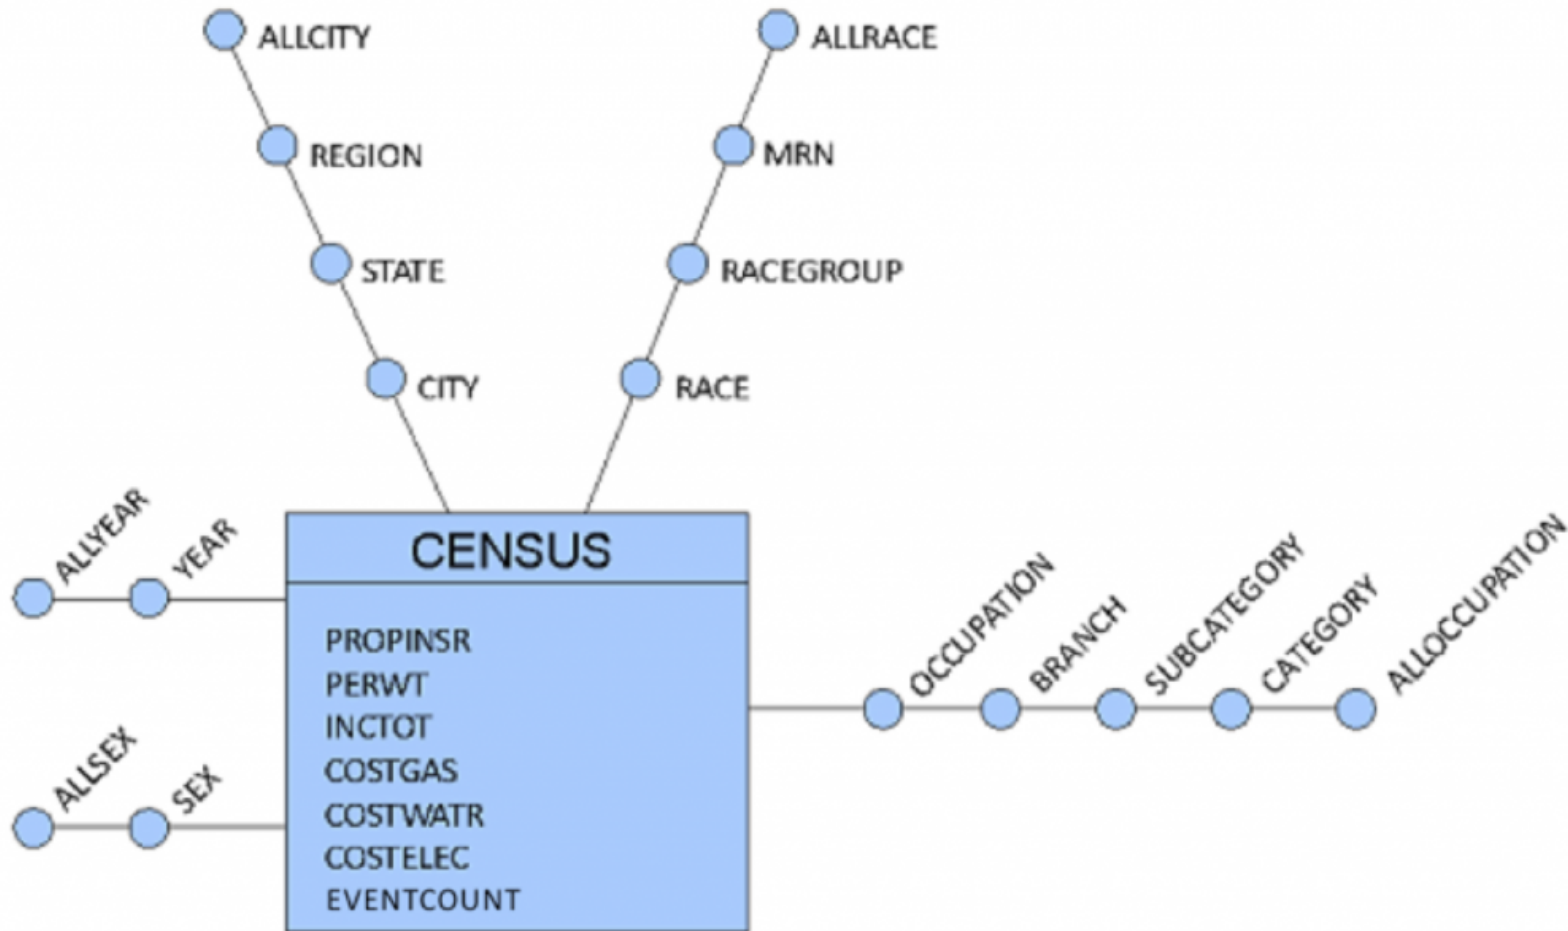 ALLCITY
ALLRACE
REGION
MRN
STATE
RACEGROUP
CITY
RACE
ALLYEAR
YEAR
CENSUS
PROPINSR
PERWT
INCTOT
COSTGAS
COSTWATR
COSTELEC
EVENTCOUNT
ALLSEX
SEX
OCCUPATION
BRANCH
SUBCATEGORY
CATEGORY
ALLOCCUPATION